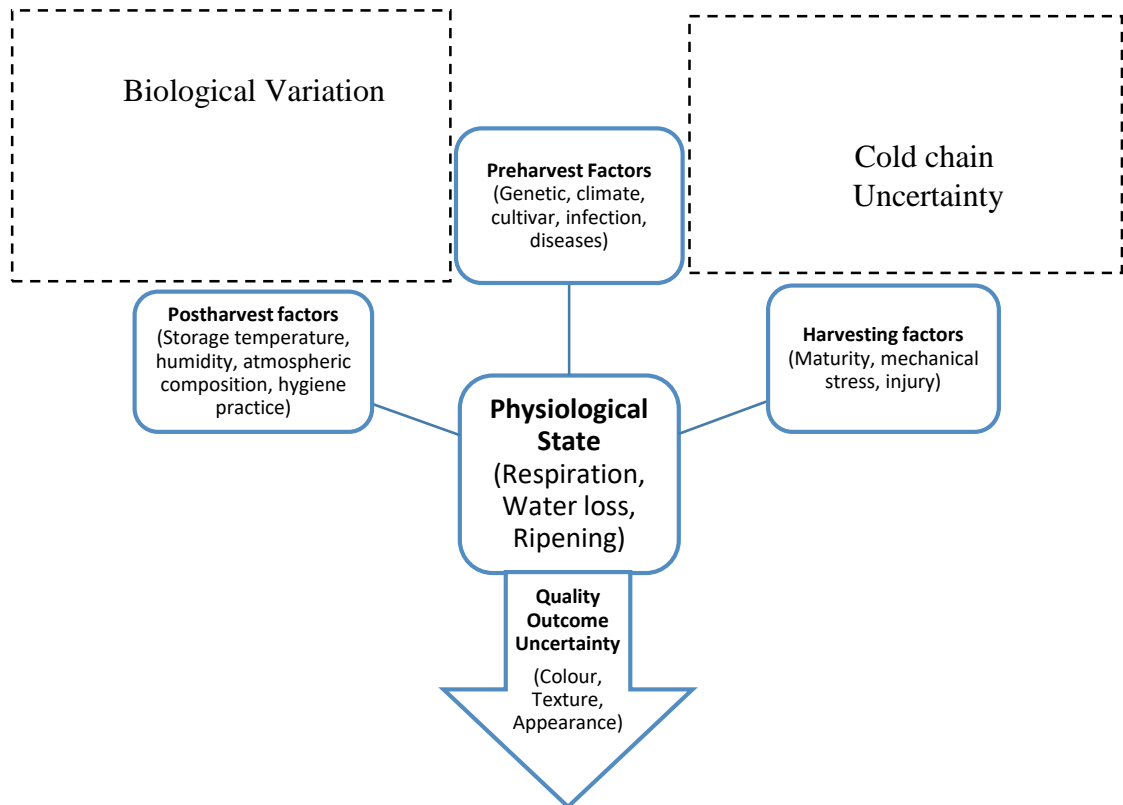 Biological Variation
Cold chain
Uncertainty
Preharvest Factors
(Genetic, climate,
cultivar, infection,
diseases)
Postharvest factors
(Storage temperature,
humidity, atmospheric
composition, hygiene
practice)
Harvesting factors
(Maturity, mechanical
stress, injury)
Physiological
State
(Respiration,
Water loss,
Ripening)
Quality
Outcome
Uncertainty
(Colour,
Texture,
Appearance)